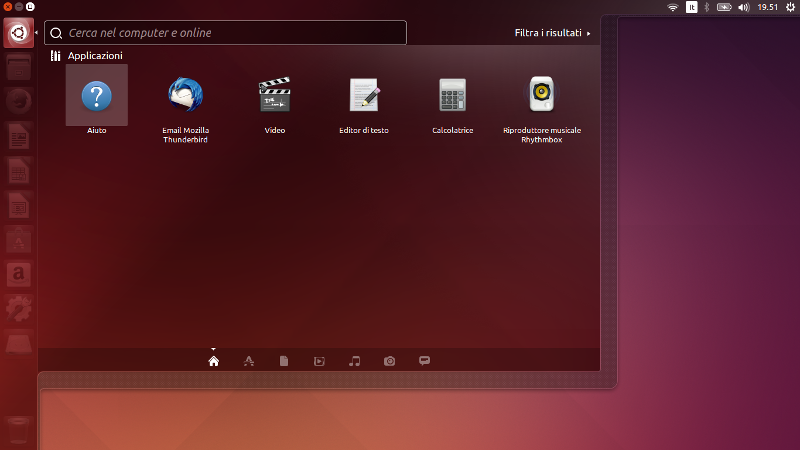 It
19.51
Cerca nel computer e online
Filtra i risultati
Applicazioni
Aiuto
Email Mozilla
Thunderbird
Video
Editor di testo
Calcolatrice
Riproduttore musicale
Rhythmbox
a